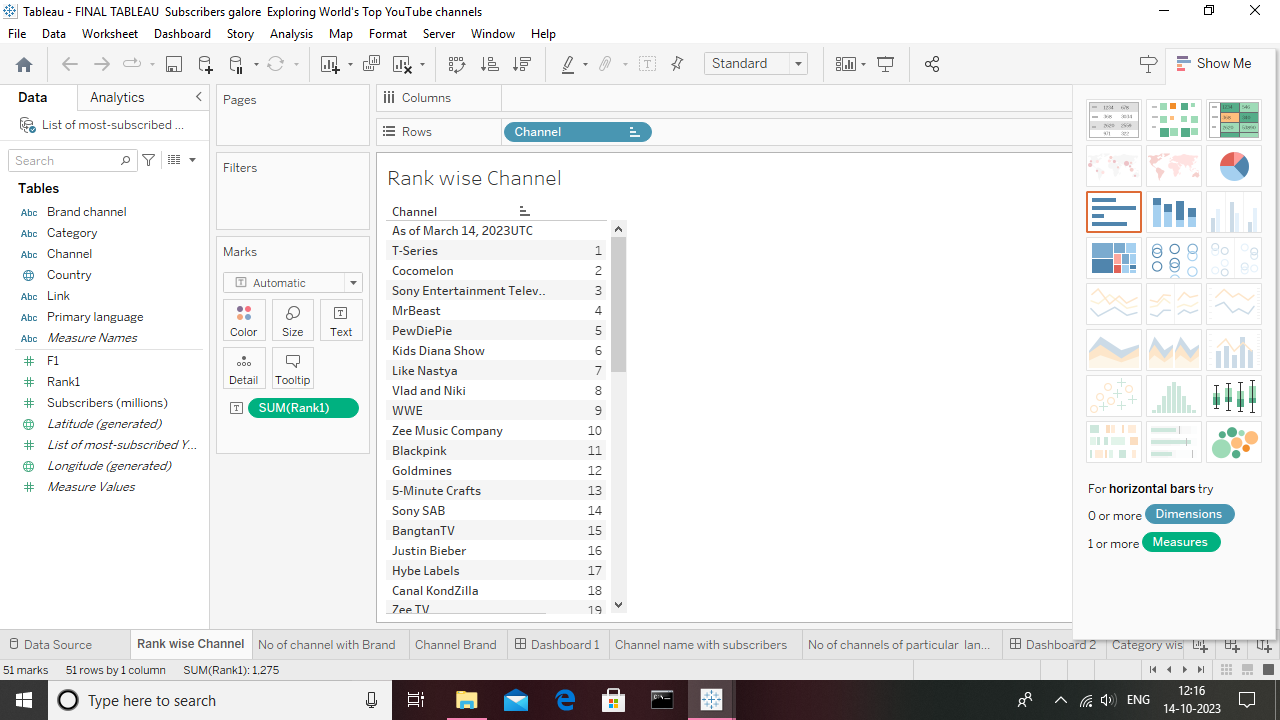 Tableau - FINAL TABLEAU Subscribers galore Exploring World's Top YouTube channels
File Data Worksheet Dashboard Story Analysis Map Format Server Window Help
Standard
Show Me
Data Analytics
List of most-subscribed ...
Search
Tables
Abc Brand channel
Abc Category
Abc Channel
Country
Abc Link
Abc Primary language
Abc Measure Names
# F1
# Rank1
# Subscribers (millions)
Latitude (generated)
# List of most-subscribed Y...
Longitude (generated)
# Measure Values
Pages
Filters
Marks
T Automatic
Color Size Text
Detail Tooltip
T SUM(Rank1)
Columns
Rows Channel
Rank wise Channel
Channel
As of March 14, 2023UTC
T-Series 1
Cocomelon 2
Sony Entertainment Telev.. 3
MrBeast 4
PewDiePie 5
Kids Diana Show 6
Like Nastya 7
Vlad and Niki 8
WWE 9
Zee Music Company 10
Blackpink 11
Goldmines 12
5-Minute Crafts 13
Sony SAB 14
BangtanTV 15
Justin Bieber 16
Hybe Labels 17
Canal KondZilla 18
Zee TV 19
For horizontal bars try
0 or more Dimensions
1 or more Measures
Data Source Rank wise Channel No of channel with Brand Channel Brand Dashboard 1 Channel name with subscribers No of channels of particular lan... Dashboard 2 Category wis
51 marks 51 rows by 1 column SUM(Rank1): 1,275
Type here to search
ENG
12:16
14-10-2023